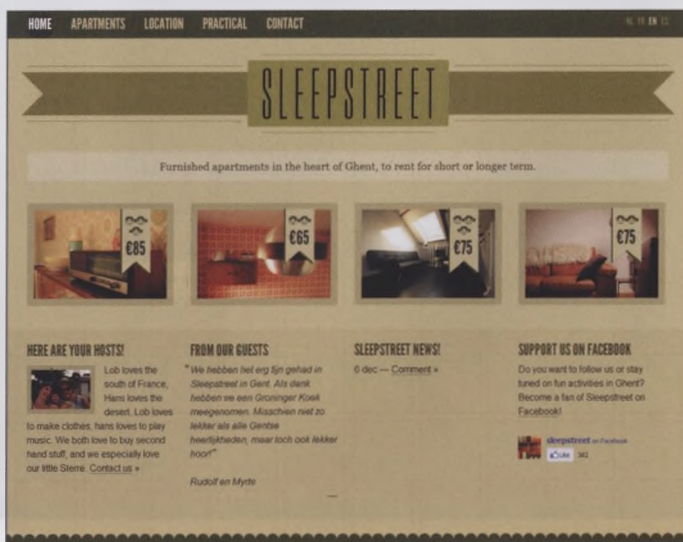 HOME APARTMENTS LOCATION PRACTICAL CONTACT NL FR EN ES
SLEEPSTREET
Furnished apartments in the heart of Ghent, to rent for short or longer term.
€85 €65 €75 €75
HERE ARE YOUR HOSTS!
Lob loves the
south of France,
Hans loves the
desert. Lob loves
to make clothes, hans loves to play
music. We both love to buy second
hand stuff, and we especially love
our little Sterre. Contact us »
FROM OUR GUESTS
"We hebben het erg fijn gehad in
Sleepstreet in Gent. Als dank
hebben we een Groninger Koek
meegenomen. Misschien niet zo
lekker als alle Gentse
heerlijkheden, maar toch ook lekker
hoor!"
Rudolf en Myrte
SLEEPSTREET NEWS!
6 dec — Comment »
SUPPORT US ON FACEBOOK
Do you want to follow us or stay
tuned on fun activities in Ghent?
Become a fan of Sleepstreet on
Facebook!
sleepstreet on Facebook
Like 342